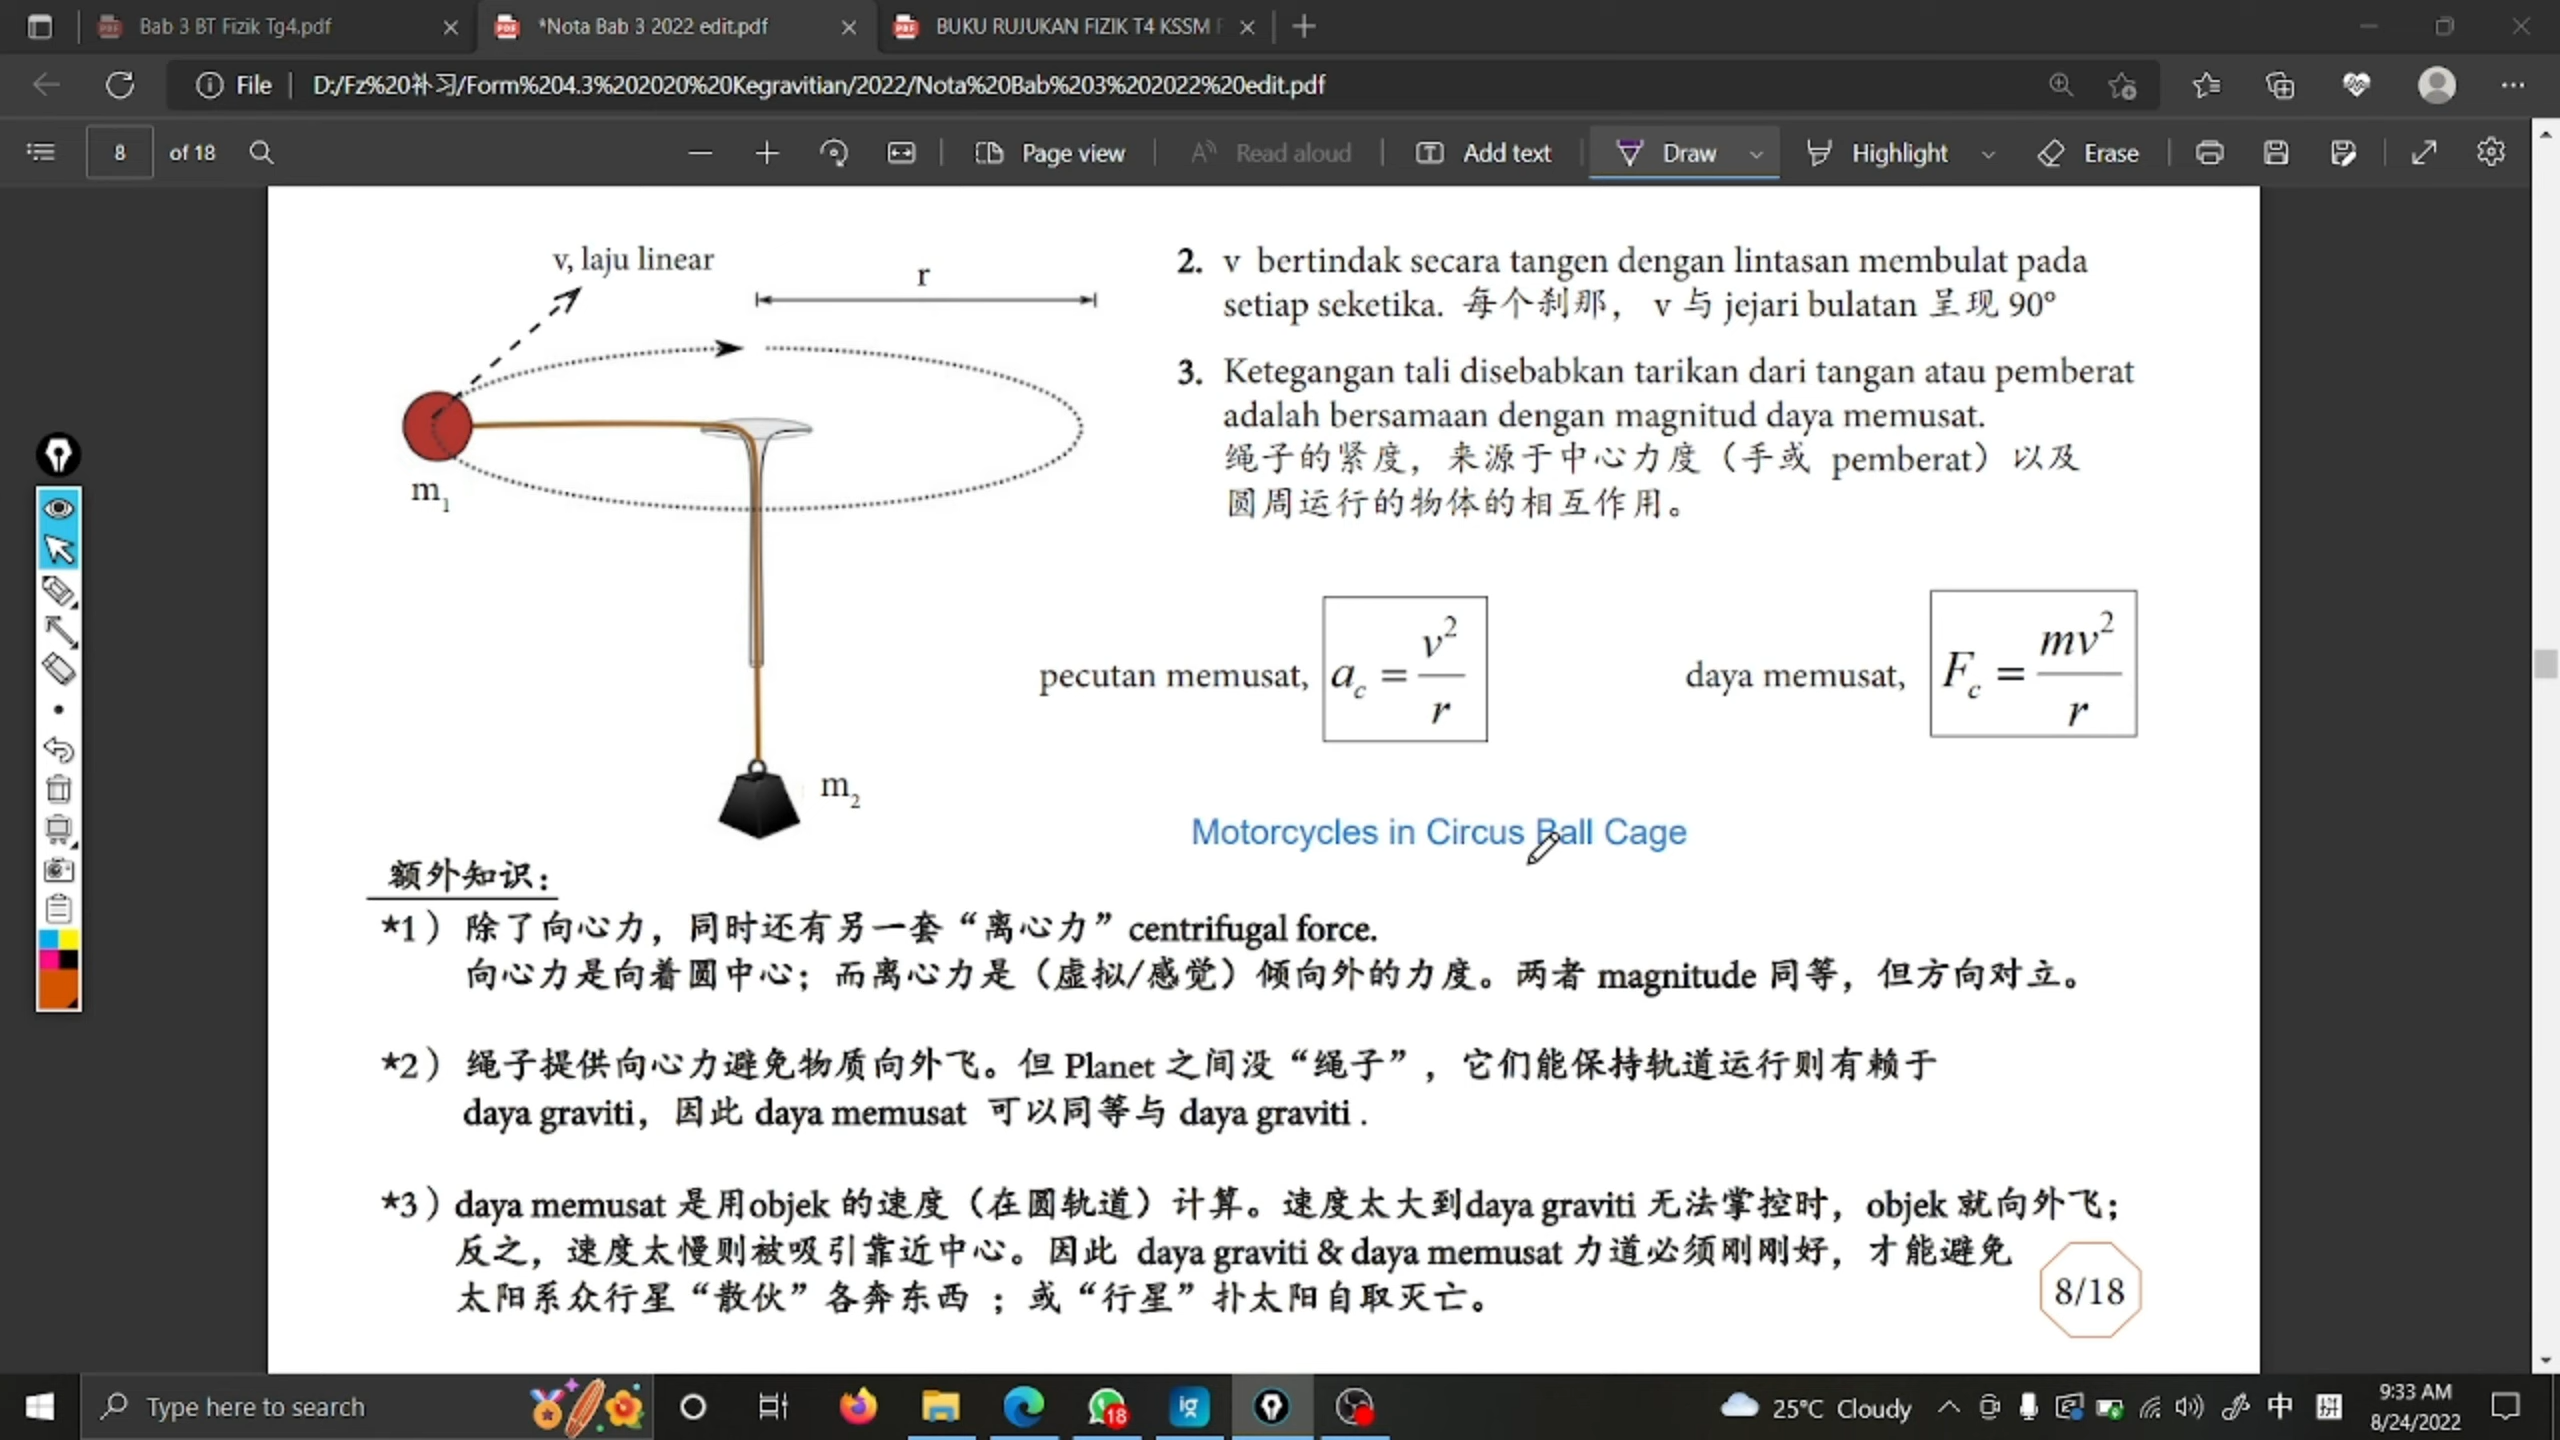 Bab 3 BT Fizik Tg4.pdf
*Nota Bab 3 2022 edit.pdf
BUKU RUJUKAN FIZIK T4 KSSM F
File
D:/Fz%20补习/Form%204.3%202020%20Kegravitian/2022/Nota%20Bab%203%202022%20edit.pdf
8 of 18
Page view
Read aloud
Add text
Draw
Highlight
Erase
v, laju linear
r
m1
m2
2. v bertindak secara tangen dengan lintasan membulat pada
setiap seketika. 每个刹那， v 与 jejari bulatan 呈现 90°
3. Ketegangan tali disebabkan tarikan dari tangan atau pemberat
adalah bersamaan dengan magnitud daya memusat.
绳子的紧度，来源于中心力度（手或 pemberat）以及
圆周运行的物体的相互作用。
pecutan memusat, a_c = v²/r
daya memusat, F_c = mv²/r
Motorcycles in Circus Ball Cage
额外知识：
*1）除了向心力，同时还有另一套“离心力” centrifugal force.
向心力是向着圆中心；而离心力是（虚拟/感觉）倾向外的力度。两者 magnitude 同等，但方向对立。
*2）绳子提供向心力避免物质向外飞。但 Planet 之间没“绳子”，它们能保持轨道运行则有赖于
daya graviti，因此 daya memusat 可以同等与 daya graviti .
*3）daya memusat 是用objek 的速度（在圆轨道）计算。速度太大到daya graviti 无法掌控时，objek 就向外飞；
反之，速度太慢则被吸引靠近中心。因此 daya graviti & daya memusat 力道必须刚刚好，才能避免
太阳系众行星“散伙”各奔东西 ；或“行星”扑太阳自取灭亡。
8/18
Type here to search
18
ig
25°C Cloudy
中
拼
9:33 AM
8/24/2022